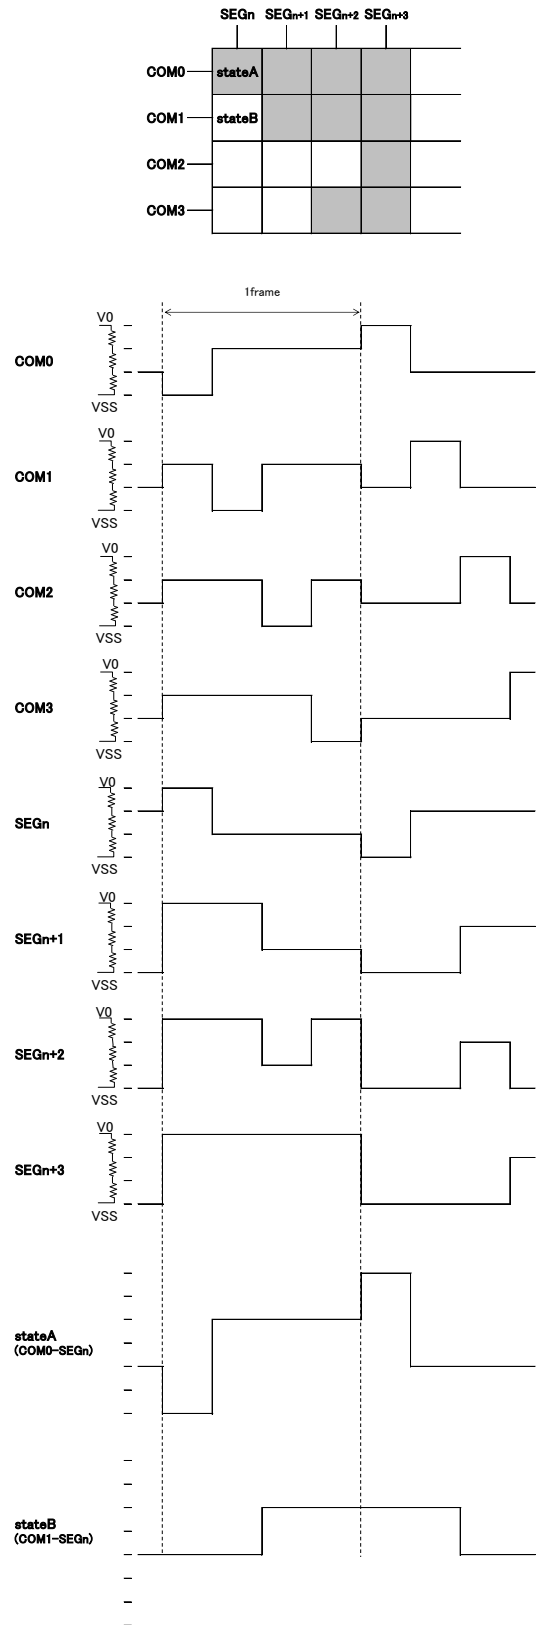 SEGn SEGn+1 SEGn+2 SEGn+3
COM0 stateA
COM1 stateB
COM2
COM3
1frame
V0
COM0
VSS
V0
COM1
VSS
V0
COM2
VSS
V0
COM3
VSS
V0
SEGn
VSS
V0
SEGn+1
VSS
V0
SEGn+2
VSS
V0
SEGn+3
VSS
stateA
(COM0-SEGn)
stateB
(COM1-SEGn)